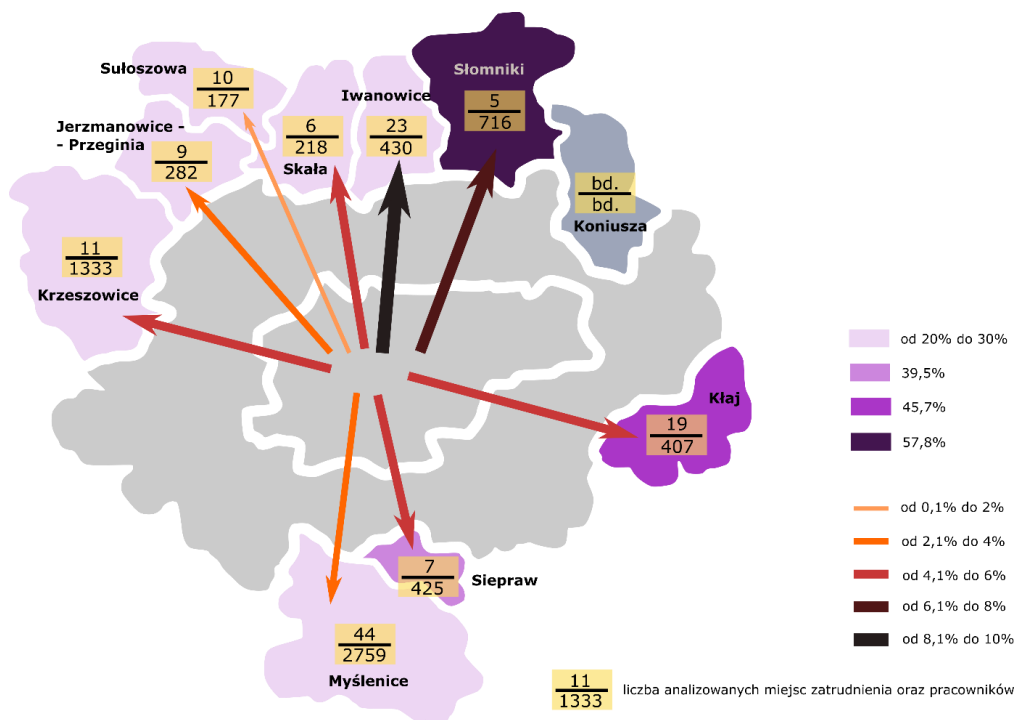 Sułoszowa
10
177
Jerzmanowice -
- Przeginia
9
282
6
218
Skała
Iwanowice
23
430
Słomniki
5
716
bd.
bd.
Koniusza
11
1333
Krzeszowice
Kłaj
19
407
7
425
Siepraw
44
2759
Myślenice
od 20% do 30%
39,5%
45,7%
57,8%
od 0,1% do 2%
od 2,1% do 4%
od 4,1% do 6%
od 6,1% do 8%
od 8,1% do 10%
11
1333
liczba analizowanych miejsc zatrudnienia oraz pracowników